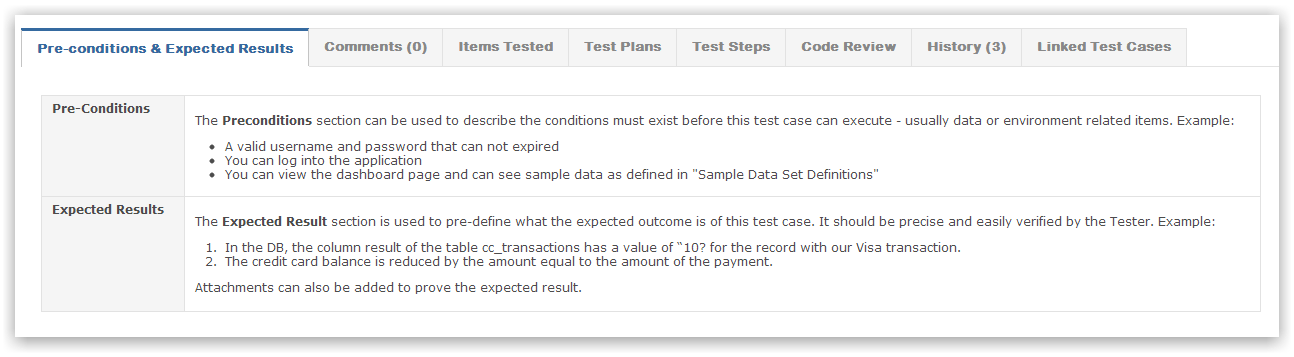 Pre-conditions & Expected Results Comments (0) Items Tested Test Plans Test Steps Code Review History (3) Linked Test Cases
Pre-Conditions
The Preconditions section can be used to describe the conditions must exist before this test case can execute - usually data or environment related items. Example:
• A valid username and password that can not expired
• You can log into the application
• You can view the dashboard page and can see sample data as defined in "Sample Data Set Definitions"
Expected Results
The Expected Result section is used to pre-define what the expected outcome is of this test case. It should be precise and easily verified by the Tester. Example:
1. In the DB, the column result of the table cc_transactions has a value of “10? for the record with our Visa transaction.
2. The credit card balance is reduced by the amount equal to the amount of the payment.
Attachments can also be added to prove the expected result.